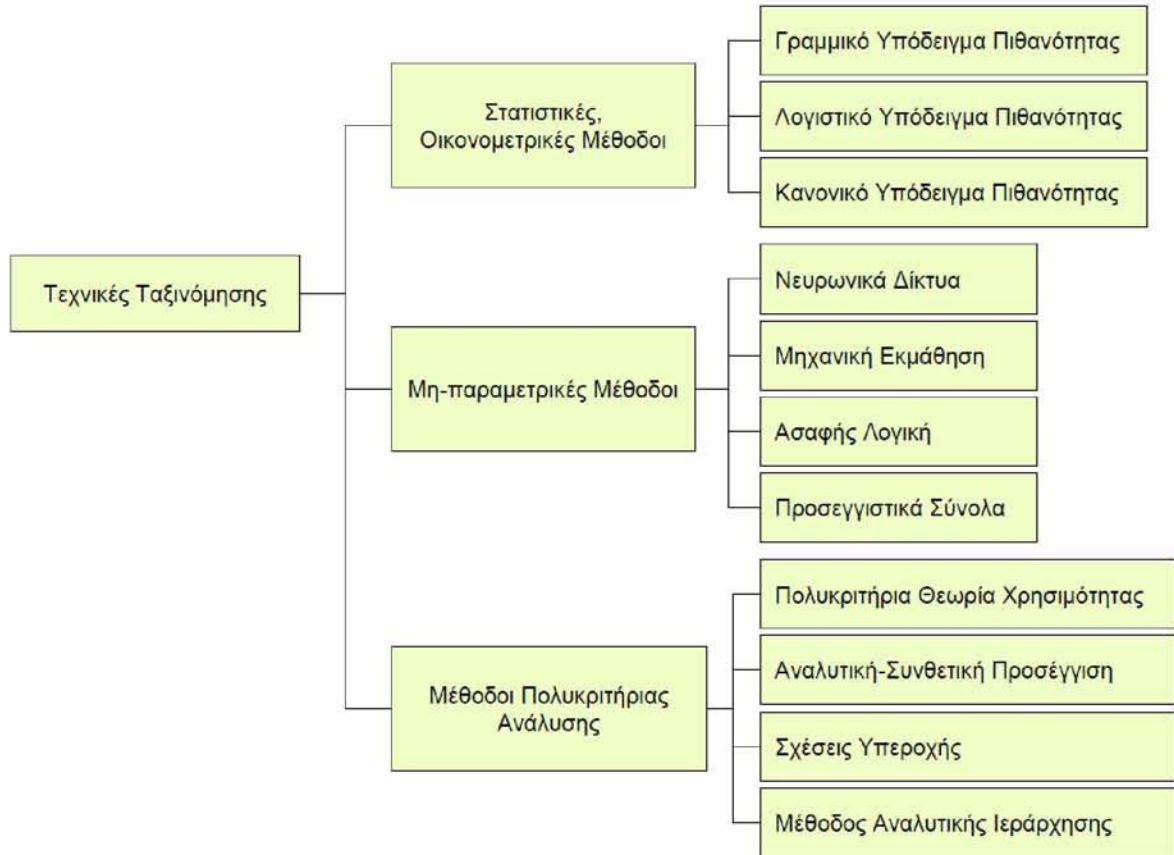 Τεχνικές Ταξινόμησης
Στατιστικές,
Οικονομετρικές Μέθοδοι
Γραμμικό Υπόδειγμα Πιθανότητας
Λογιστικό Υπόδειγμα Πιθανότητας
Κανονικό Υπόδειγμα Πιθανότητας
Μη-παραμετρικές Μέθοδοι
Νευρωνικά Δίκτυα
Μηχανική Εκμάθηση
Ασαφής Λογική
Προσεγγιστικά Σύνολα
Μέθοδοι Πολυκριτήριας
Ανάλυσης
Πολυκριτήρια Θεωρία Χρησιμότητας
Αναλυτική-Συνθετική Προσέγγιση
Σχέσεις Υπεροχής
Μέθοδος Αναλυτικής Ιεράρχησης